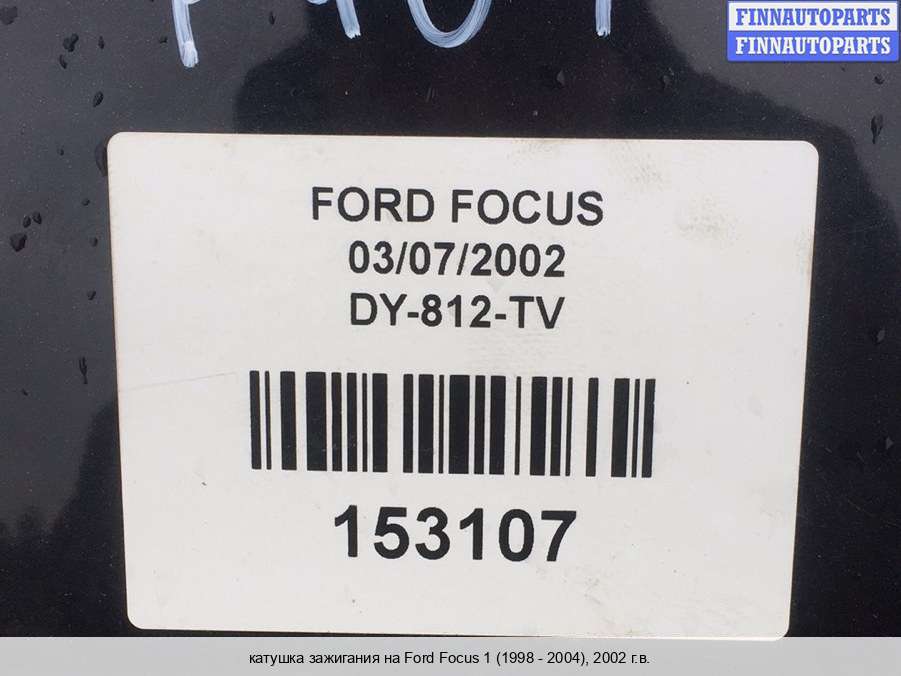 FINNAUTOPARTS
FINNAUTOPARTS
FORD FOCUS
03/07/2002
DY-812-TV
153107
катушка зажигания на Ford Focus 1 (1998 - 2004), 2002 г.в.